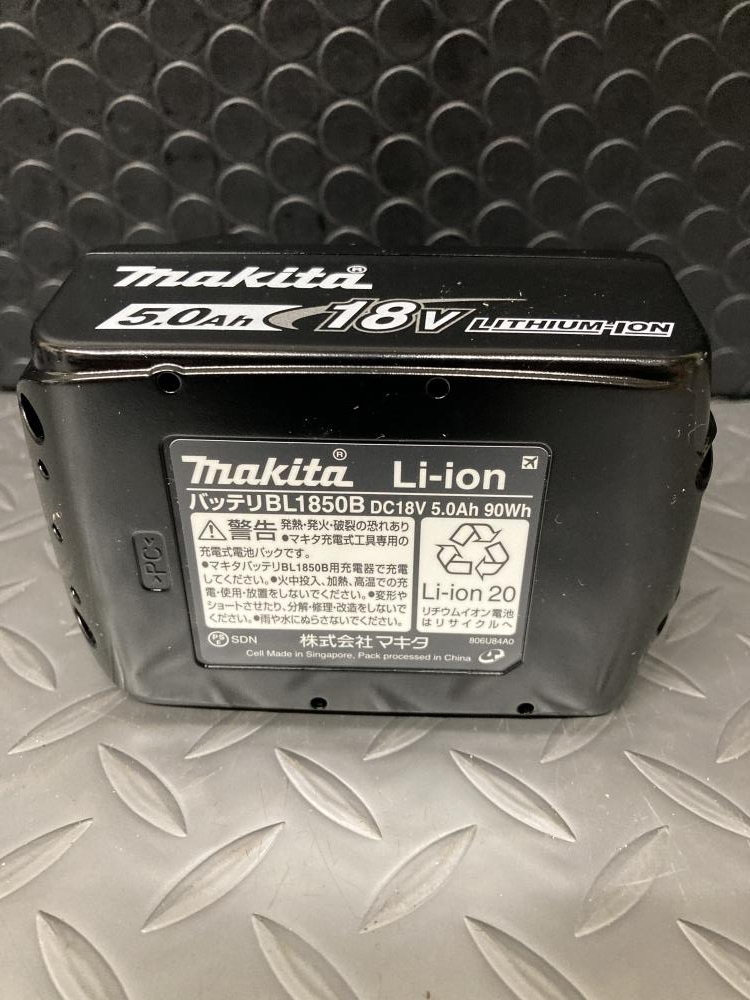 makita®
5.0Ah 18V LITHIUM-ION
makita® Li-ion
バッテリBL1850B DC18V 5.0Ah 90Wh
警告 発熱・発火・破裂の恐れあり
●マキタ充電式工具専用の
充電式電池パックです。
●マキタバッテリBL1850B用充電器で充電
してください。●火中投入、加熱、高温での充
電・使用・放置をしないでください。●変形や
ショートさせたり、分解・修理・改造をしないで
ください。●雨や水にぬらさないでください。
Li-ion 20
リチウムイオン電池
はリサイクルへ
PS E SDN 株式会社マキタ 806U84A0
Cell Made in Singapore, Pack processed in China
>PC<